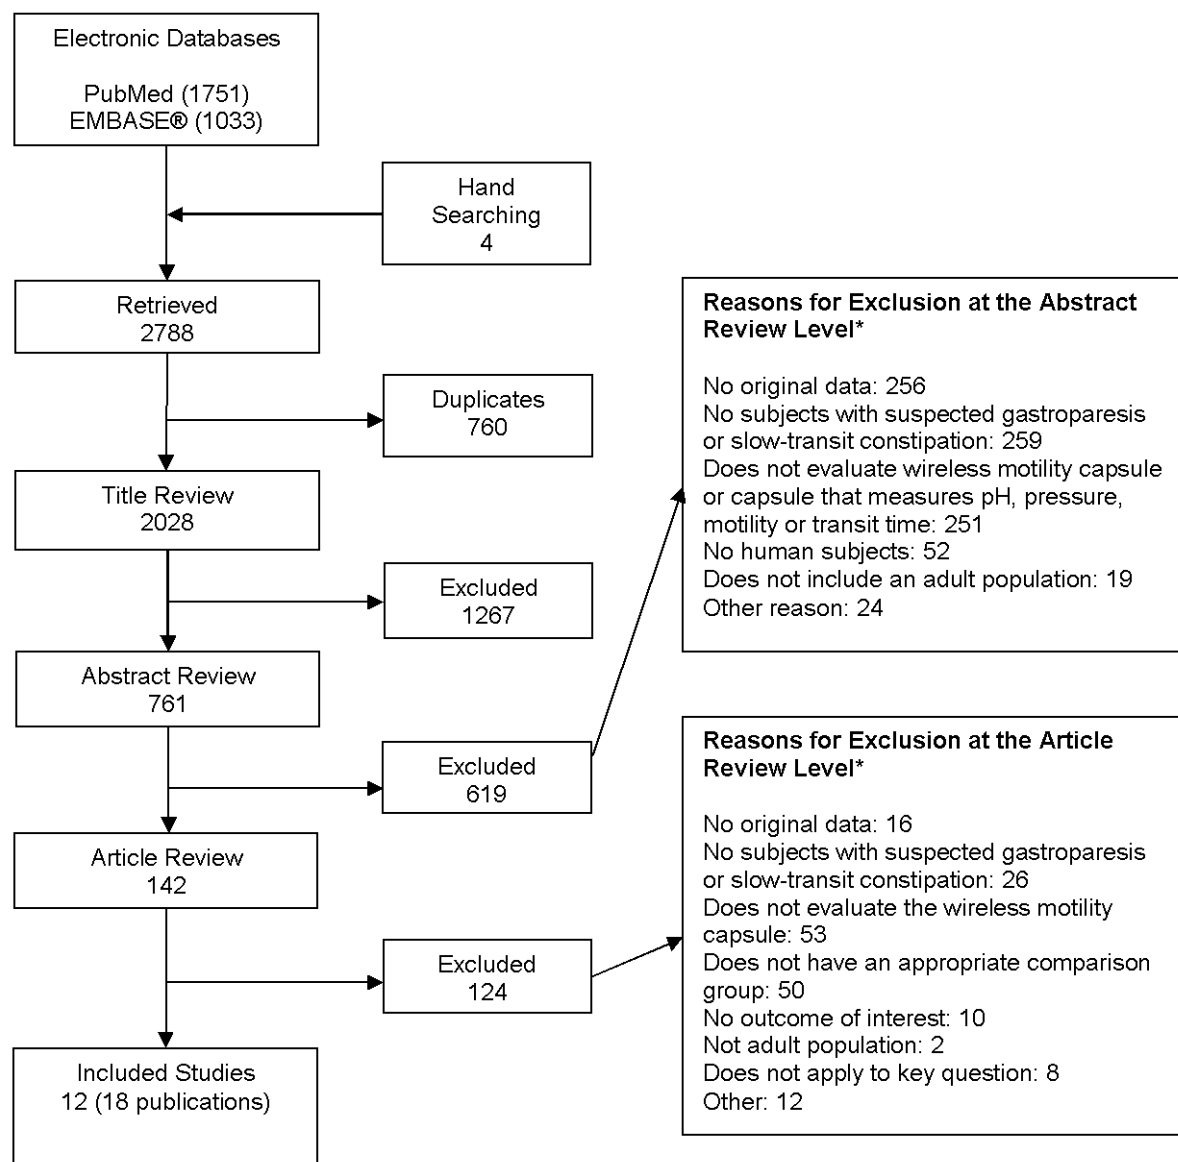 Electronic Databases
PubMed (1751)
EMBASE® (1033)
Hand
Searching
4
Retrieved
2788
Duplicates
760
Title Review
2028
Excluded
1267
Abstract Review
761
Excluded
619
Article Review
142
Excluded
124
Included Studies
12 (18 publications)
Reasons for Exclusion at the Abstract
Review Level*
No original data: 256
No subjects with suspected gastroparesis
or slow-transit constipation: 259
Does not evaluate wireless motility capsule
or capsule that measures pH, pressure,
motility or transit time: 251
No human subjects: 52
Does not include an adult population: 19
Other reason: 24
Reasons for Exclusion at the Article
Review Level*
No original data: 16
No subjects with suspected gastroparesis
or slow-transit constipation: 26
Does not evaluate the wireless motility
capsule: 53
Does not have an appropriate comparison
group: 50
No outcome of interest: 10
Not adult population: 2
Does not apply to key question: 8
Other: 12